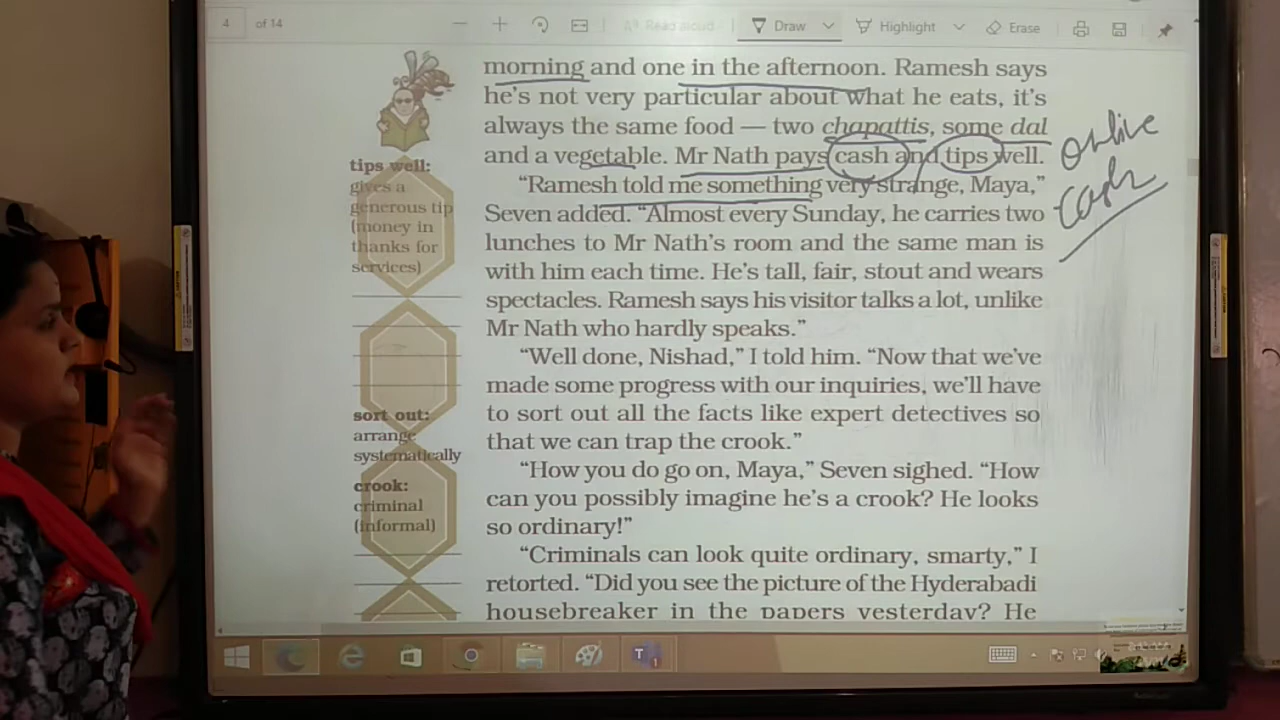 4 of 14
Read aloud
Draw
Highlight
Erase
morning and one in the afternoon. Ramesh says
he's not very particular about what he eats, it's
always the same food — two chapattis, some dal
and a vegetable. Mr Nath pays cash and tips well.
"Ramesh told me something very strange, Maya,"
Seven added. "Almost every Sunday, he carries two
lunches to Mr Nath's room and the same man is
with him each time. He's tall, fair, stout and wears
spectacles. Ramesh says his visitor talks a lot, unlike
Mr Nath who hardly speaks."
"Well done, Nishad," I told him. "Now that we've
made some progress with our inquiries, we'll have
to sort out all the facts like expert detectives so
that we can trap the crook."
"How you do go on, Maya," Seven sighed. "How
can you possibly imagine he's a crook? He looks
so ordinary!"
"Criminals can look quite ordinary, smarty," I
retorted. "Did you see the picture of the Hyderabadi
housebreaker in the papers yesterday? He
tips well:
gives a
generous tip
(money in
thanks for
services)
sort out:
arrange
systematically
crook:
criminal
(informal)
online
cash